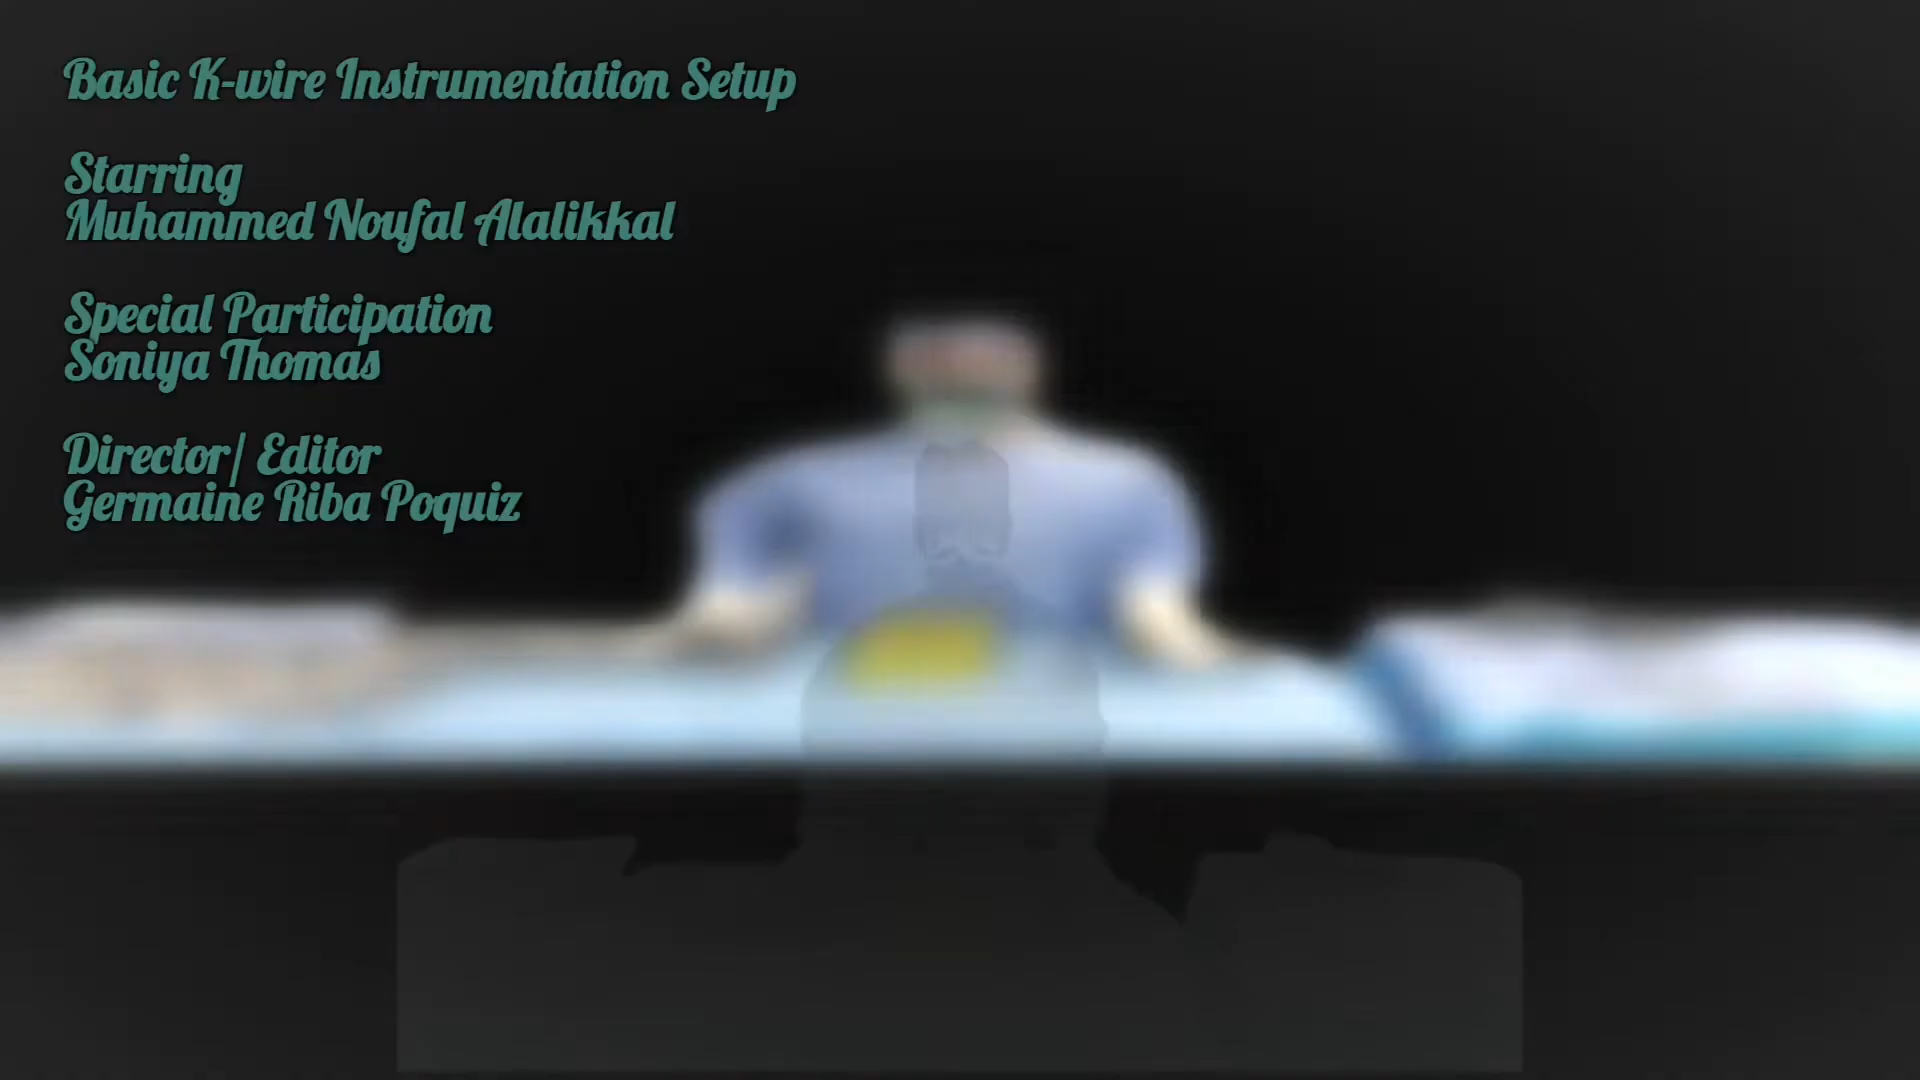 Basic K-wire Instrumentation Setup
Starring
Muhammed Noufal Alalikkal
Special Participation
Soniya Thomas
Director/ Editor
Germaine Riba Poquiz